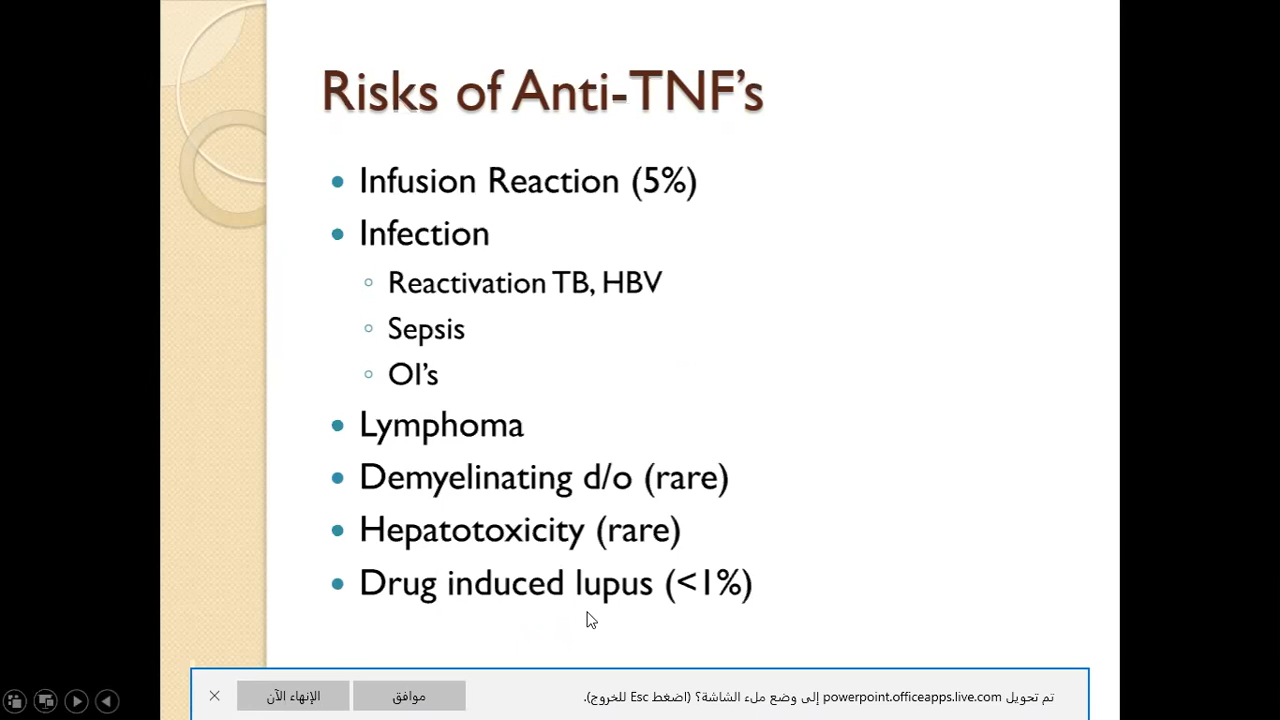 Risks of Anti-TNF’s
• Infusion Reaction (5%)
• Infection
◦ Reactivation TB, HBV
◦ Sepsis
◦ OI’s
• Lymphoma
• Demyelinating d/o (rare)
• Hepatotoxicity (rare)
• Drug induced lupus (<1%)
تم تحويل powerpoint.officeapps.live.com إلى وضع ملء الشاشة؟ (اضغط Esc للخروج).
موافق
الإنهاء الآن